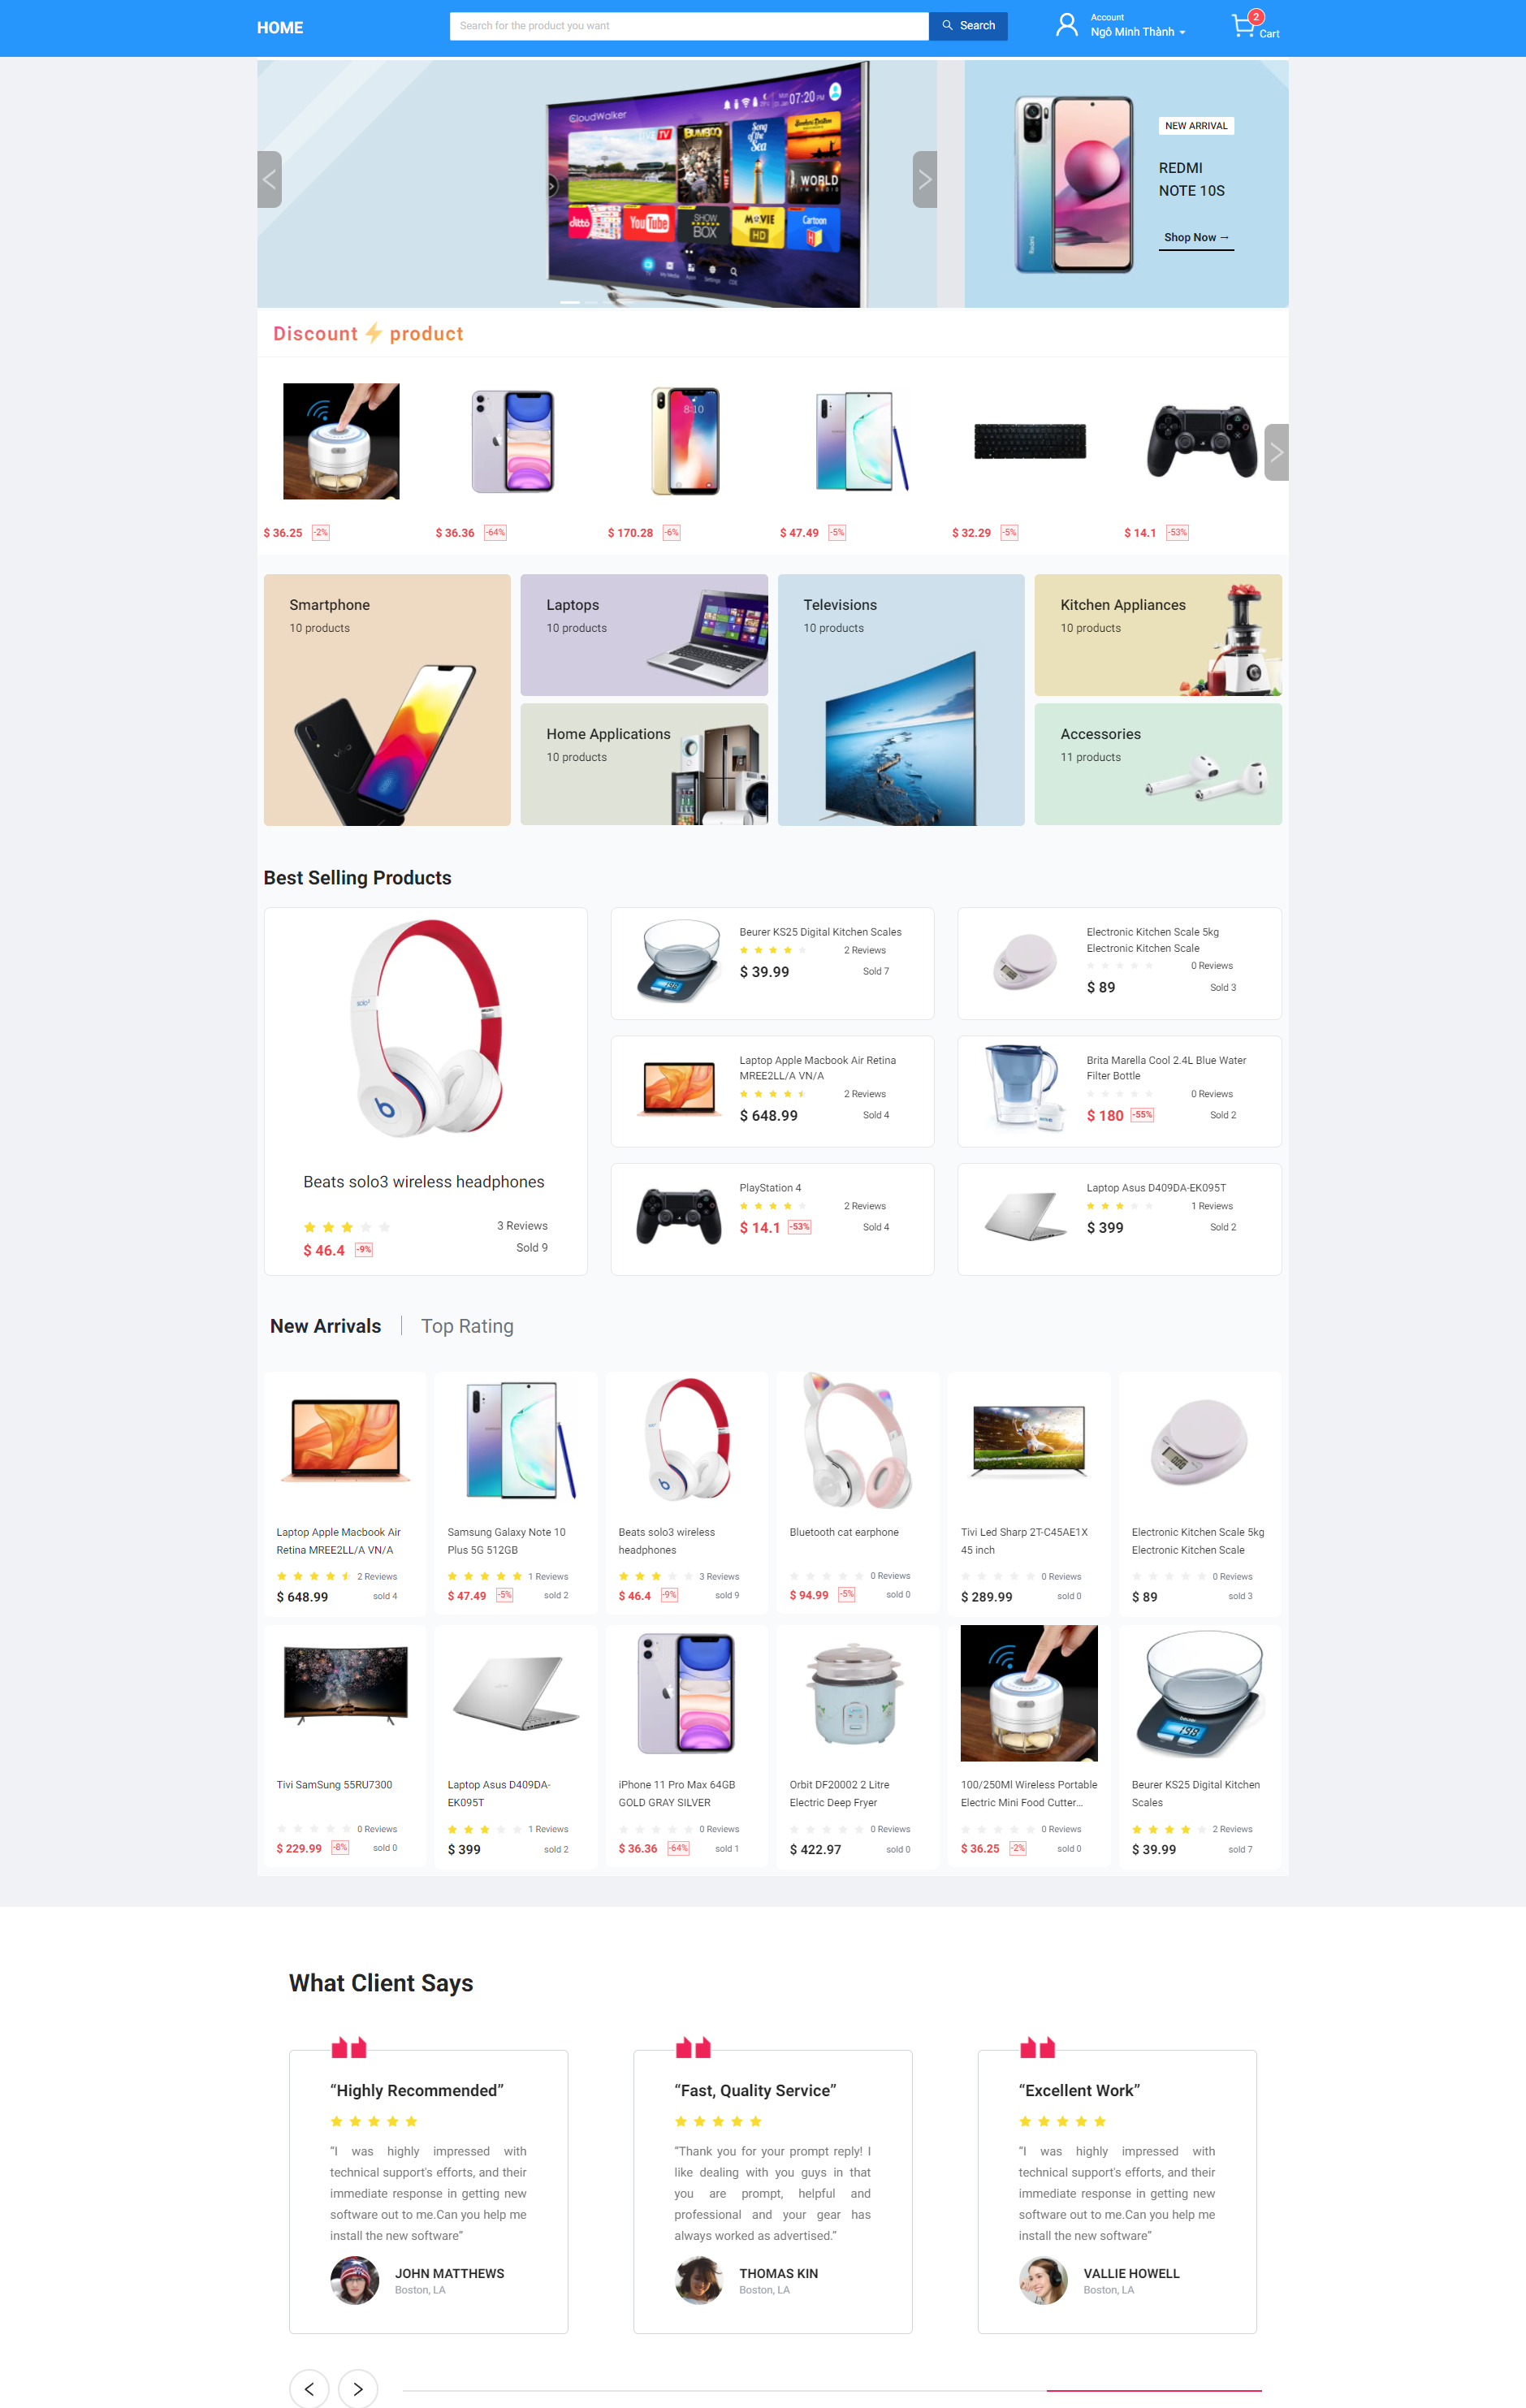 HOME
Search for the product you want
Search
Account
Ngô Minh Thành
2
Cart
CloudWalker
07:20 PM
TV
BUMBOO
Song of the Sea
WORLD
ditto
YouTube
SHOW BOX
MOVIE HD
Cartoon
NEW ARRIVAL
REDMI
NOTE 10S
Shop Now →
Discount product
8:10
$ 36.25 -2%
$ 36.36 -64%
$ 170.28 -6%
$ 47.49 -5%
$ 32.29 -5%
$ 14.1 -53%
Smartphone
10 products
Laptops
10 products
Televisions
10 products
Kitchen Appliances
10 products
Home Applications
10 products
Accessories
11 products
Best Selling Products
Beats solo3 wireless headphones
3 Reviews
$ 46.4 -9%
Sold 9
Beurer KS25 Digital Kitchen Scales
2 Reviews
$ 39.99
Sold 7
Electronic Kitchen Scale 5kg
Electronic Kitchen Scale
0 Reviews
$ 89
Sold 3
Laptop Apple Macbook Air Retina
MREE2LL/A VN/A
2 Reviews
$ 648.99
Sold 4
Brita Marella Cool 2.4L Blue Water
Filter Bottle
0 Reviews
$ 180 -55%
Sold 2
PlayStation 4
2 Reviews
$ 14.1 -53%
Sold 4
Laptop Asus D409DA-EK095T
1 Reviews
$ 399
Sold 2
New Arrivals
Top Rating
Laptop Apple Macbook Air
Retina MREE2LL/A VN/A
2 Reviews
$ 648.99
sold 4
Samsung Galaxy Note 10
Plus 5G 512GB
1 Reviews
$ 47.49 -5%
sold 2
Beats solo3 wireless
headphones
3 Reviews
$ 46.4 -9%
sold 9
Bluetooth cat earphone
0 Reviews
$ 94.99 -5%
sold 0
Tivi Led Sharp 2T-C45AE1X
45 inch
0 Reviews
$ 289.99
sold 0
Electronic Kitchen Scale 5kg
Electronic Kitchen Scale
0 Reviews
$ 89
sold 3
Tivi SamSung 55RU7300
0 Reviews
$ 229.99 -8%
sold 0
Laptop Asus D409DA-
EK095T
1 Reviews
$ 399
sold 2
iPhone 11 Pro Max 64GB
GOLD GRAY SILVER
0 Reviews
$ 36.36 -64%
sold 1
Orbit DF20002 2 Litre
Electric Deep Fryer
0 Reviews
$ 422.97
sold 0
100/250Ml Wireless Portable
Electric Mini Food Cutter...
0 Reviews
$ 36.25 -2%
sold 0
Beurer KS25 Digital Kitchen
Scales
2 Reviews
$ 39.99
sold 7
What Client Says
“Highly Recommended”
“I was highly impressed with
technical support's efforts, and their
immediate response in getting new
software out to me.Can you help me
install the new software”
JOHN MATTHEWS
Boston, LA
“Fast, Quality Service”
“Thank you for your prompt reply! I
like dealing with you guys in that
you are prompt, helpful and
professional and your gear has
always worked as advertised.”
THOMAS KIN
Boston, LA
“Excellent Work”
“I was highly impressed with
technical support's efforts, and their
immediate response in getting new
software out to me.Can you help me
install the new software”
VALLIE HOWELL
Boston, LA